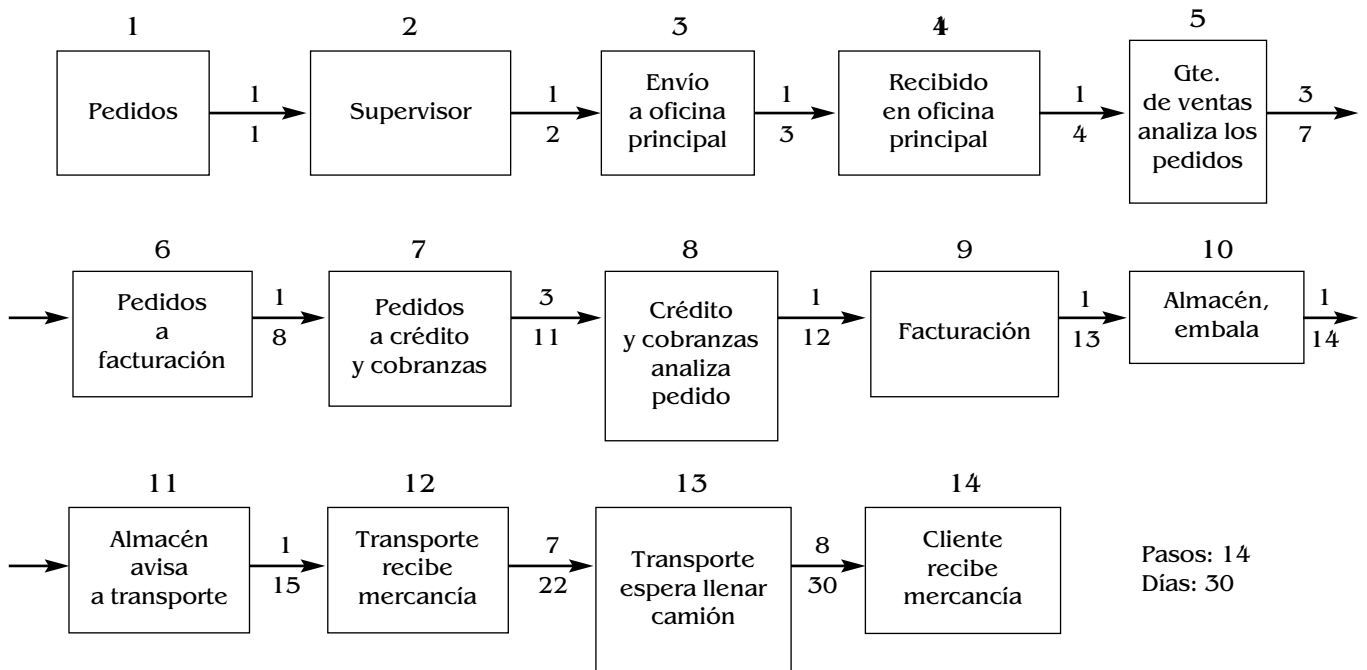 1
2
3
4
5
Pedidos
1
1
Supervisor
1
2
Envío
a oficina
principal
1
3
Recibido
en oficina
principal
1
4
Gte.
de ventas
analiza los
pedidos
3
7
6
7
8
9
10
Pedidos
a
facturación
1
8
Pedidos
a crédito
y cobranzas
3
11
Crédito
y cobranzas
analiza
pedido
1
12
Facturación
1
13
Almacén,
embala
1
14
11
12
13
14
Almacén
avisa
a transporte
1
15
Transporte
recibe
mercancía
7
22
Transporte
espera llenar
camión
8
30
Cliente
recibe
mercancía
Pasos: 14
Días: 30